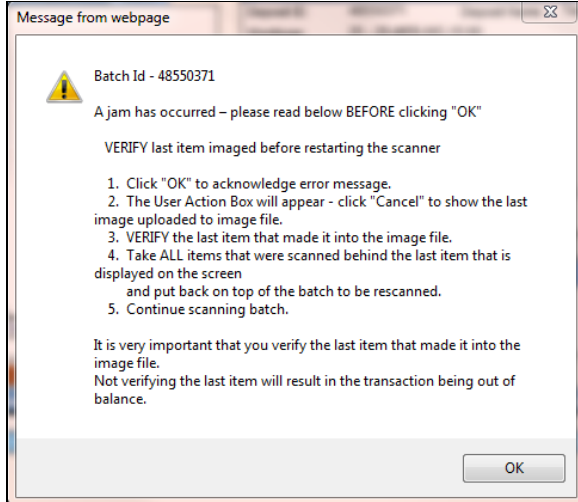 Message from webpage
Batch Id - 48550371
A jam has occurred – please read below BEFORE clicking "OK"
VERIFY last item imaged before restarting the scanner
1. Click "OK" to acknowledge error message.
2. The User Action Box will appear - click "Cancel" to show the last
image uploaded to image file.
3. VERIFY the last item that made it into the image file.
4. Take ALL items that were scanned behind the last item that is
displayed on the screen
and put back on top of the batch to be rescanned.
5. Continue scanning batch.
It is very important that you verify the last item that made it into the
image file.
Not verifying the last item will result in the transaction being out of
balance.
OK